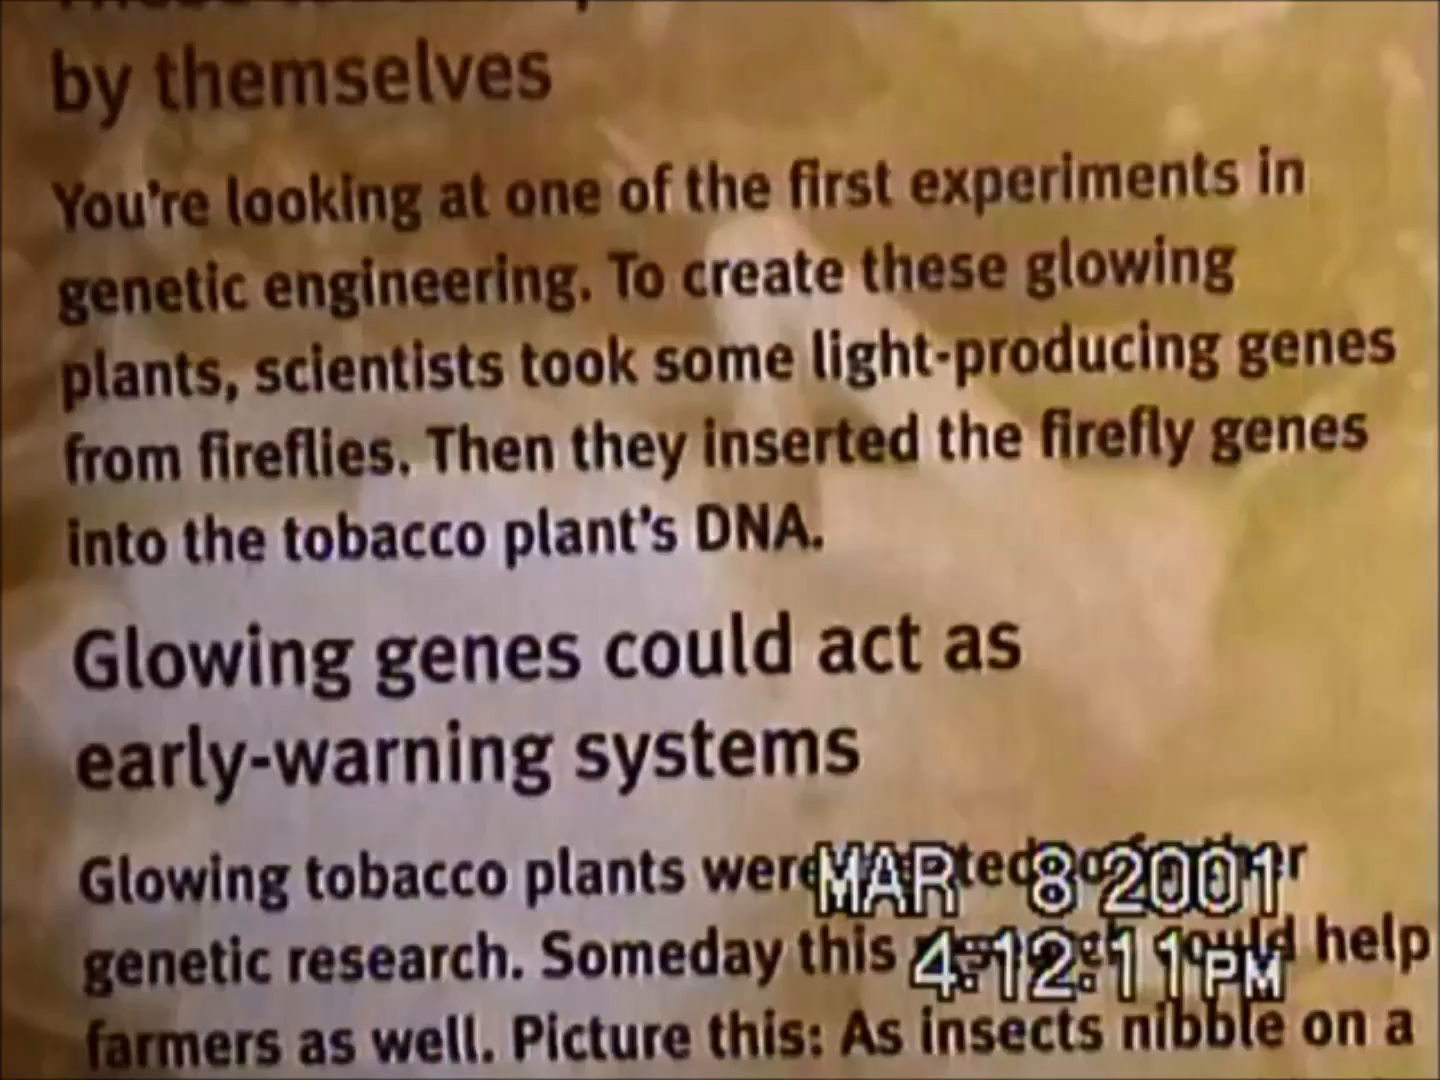 by themselves
You're looking at one of the first experiments in
genetic engineering. To create these glowing
plants, scientists took some light-producing genes
from fireflies. Then they inserted the firefly genes
into the tobacco plant's DNA.
Glowing genes could act as
early-warning systems
Glowing tobacco plants were
genetic research. Someday this could help
farmers as well. Picture this: As insects nibble on a
MAR 8 2001
4:12:11PM